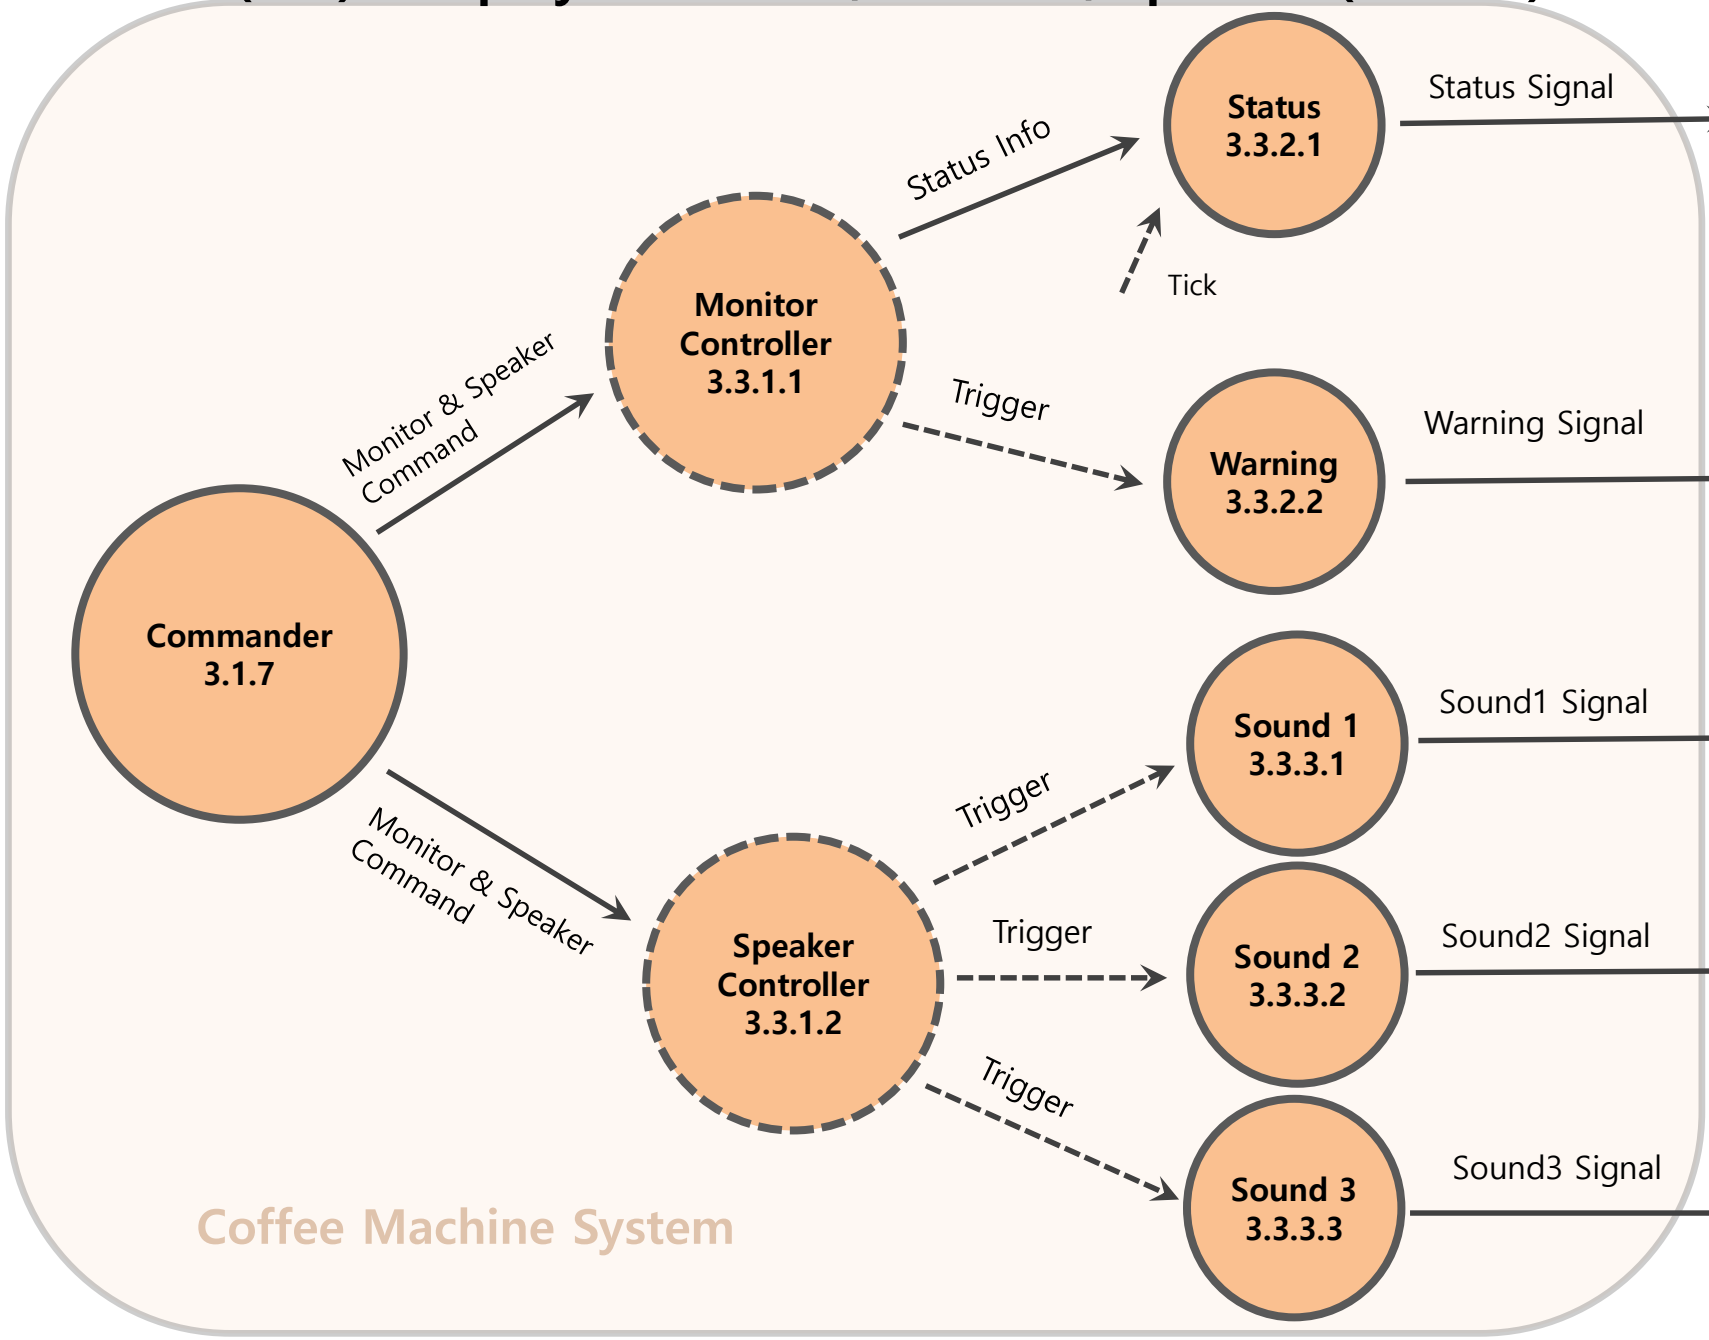 Status Signal
Status
3.3.2.1
Status Info
Tick
Monitor
Controller
3.3.1.1
Monitor & Speaker
Command
Trigger
Warning Signal
Warning
3.3.2.2
Commander
3.1.7
Sound1 Signal
Sound 1
3.3.3.1
Trigger
Monitor & Speaker
Command
Speaker
Controller
3.3.1.2
Trigger
Sound2 Signal
Sound 2
3.3.3.2
Trigger
Sound3 Signal
Sound 3
3.3.3.3
Coffee Machine System